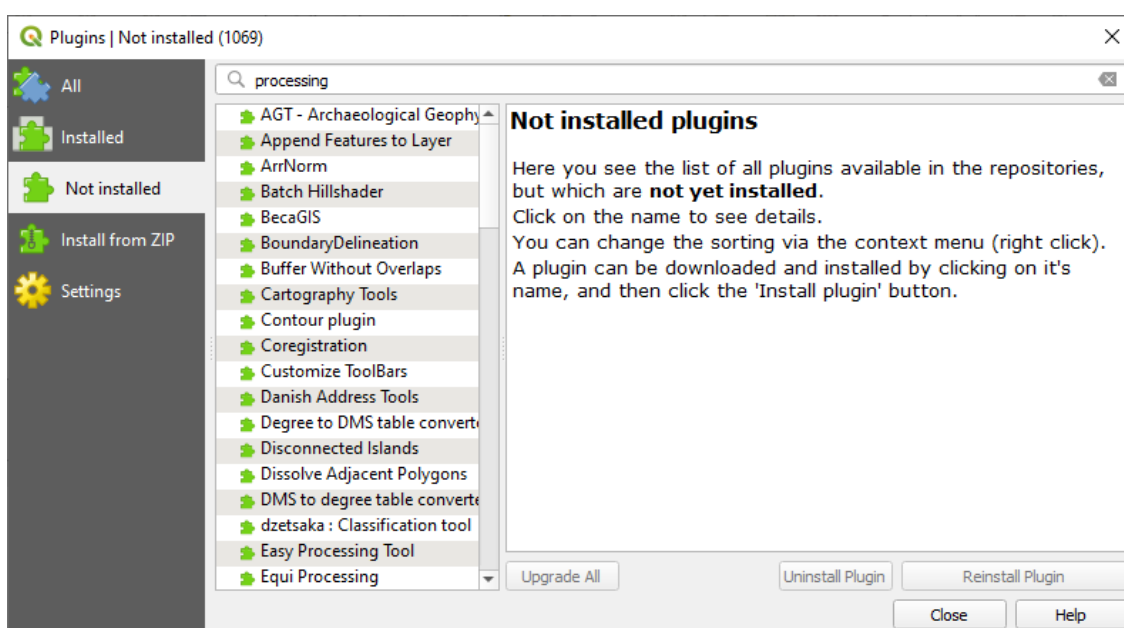 Plugins | Not installed (1069)
All
Installed
Not installed
Install from ZIP
Settings
processing
AGT - Archaeological Geophy
Append Features to Layer
ArrNorm
Batch Hillshader
BecaGIS
BoundaryDelineation
Buffer Without Overlaps
Cartography Tools
Contour plugin
Coregistration
Customize ToolBars
Danish Address Tools
Degree to DMS table converte
Disconnected Islands
Dissolve Adjacent Polygons
DMS to degree table converte
dzetsaka : Classification tool
Easy Processing Tool
Equi Processing
Not installed plugins
Here you see the list of all plugins available in the repositories,
but which are not yet installed.
Click on the name to see details.
You can change the sorting via the context menu (right click).
A plugin can be downloaded and installed by clicking on it's
name, and then click the 'Install plugin' button.
Upgrade All
Uninstall Plugin
Reinstall Plugin
Close
Help